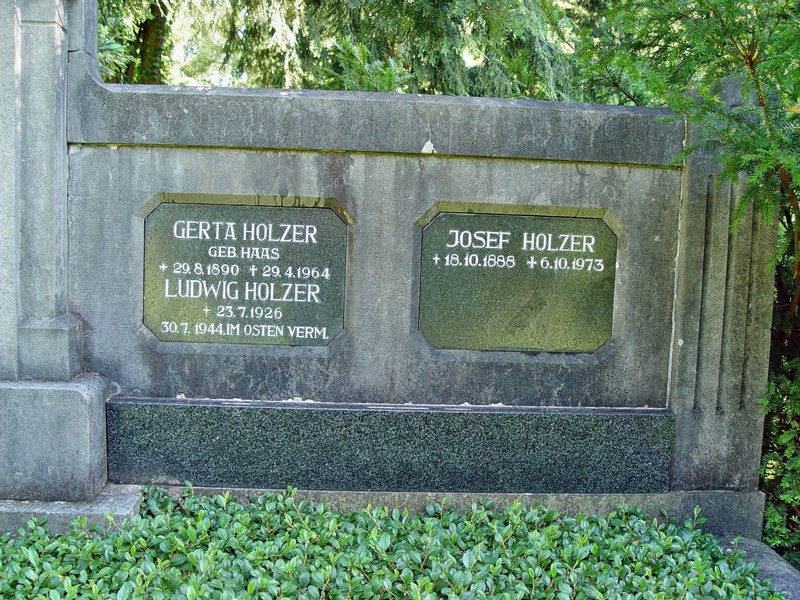 GERTA HOLZER
GEB. HAAS
+ 29.8.1890 + 29.4.1964
LUDWIG HOLZER
+ 23.7.1926
30.7.1944. IM OSTEN VERM.
JOSEF HOLZER
+ 18.10.1888 + 6.10.1973